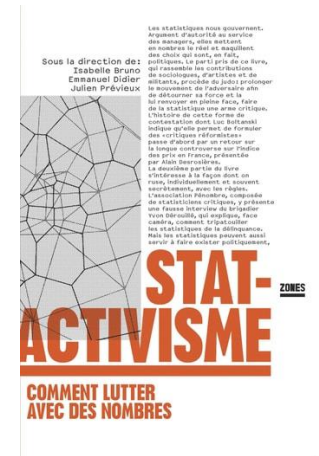 Les statistiques nous gouvernent.
Argument d'autorité au service
des managers, elles mettent
en nombres le réel et maquillent
des choix qui sont, en fait,
politiques. Le parti pris de ce livre,
qui rassemble les contributions
de sociologues, d'artistes et de
militants, procède du judo : prolonger
le mouvement de l'adversaire afin
de détourner sa force et la
lui renvoyer en pleine face, faire
de la statistique une arme critique.
L'histoire de cette forme de
contestation dont Luc Boltanski
indique qu'elle permet de formuler
des «critiques réformistes»
passe d'abord par un retour sur
la longue controverse sur l'indice
des prix en France, présentée
par Alain Desrosières.
La deuxième partie du livre
s'intéresse à la façon dont on
ruse, individuellement et souvent
secrètement, avec les règles.
L'association Pénombre, composée
de statisticiens critiques, y présente
une fausse interview du brigadier
Yvon Dérouillé, qui explique, face
caméra, comment tripatouiller
les statistiques de la délinquance.
Mais les statistiques peuvent aussi
servir à faire exister politiquement,
Sous la direction de :
Isabelle Bruno
Emmanuel Didier
Julien Prévieux
STAT-
ACTIVISME
ZONES
COMMENT LUTTER
AVEC DES NOMBRES